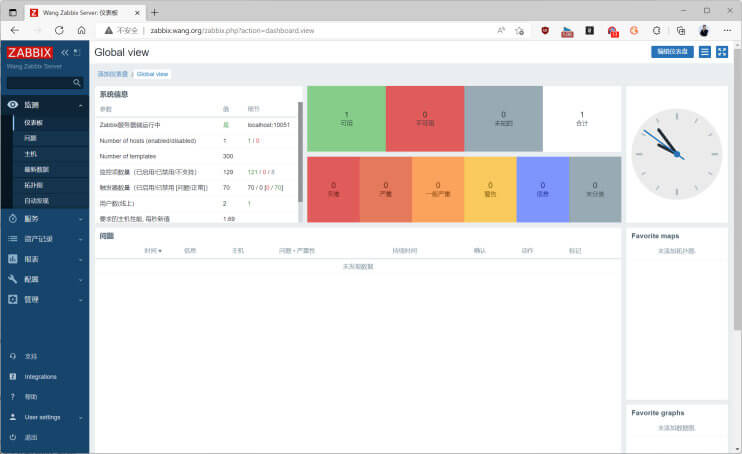 Wang Zabbix Server: 仪表板
不安全 | zabbix.wang.org/zabbix.php?action=dashboard.view
ZABBIX
Wang Zabbix Server
监测
仪表板
问题
主机
最新数据
拓扑图
自动发现
服务
资产记录
报表
配置
管理
支持
Integrations
帮助
User settings
退出
Global view
编辑仪表盘
Global view
系统信息
参数 值 细节
Zabbix服务器端运行中 是 localhost:10051
Number of hosts (enabled/disabled) 1 1 / 0
Number of templates 300
监控项数量（已启用/已禁用/不支持） 129 121 / 0 / 8
触发器数量（已启用/已禁用 [问题/正常]） 70 70 / 0 [0 / 70]
用户数(线上) 2 1
要求的主机性能, 每秒新值 1.69
1 可用
0 不可用
0 未知的
1 合计
0 灾难
0 严重
0 一般严重
0 警告
0 信息
0 未分类
问题
时间 信息 主机 问题 • 严重性 持续时间 确认 动作 标记
未发现数据
Favorite maps
未添加拓扑图.
Favorite graphs
未添加数据图.